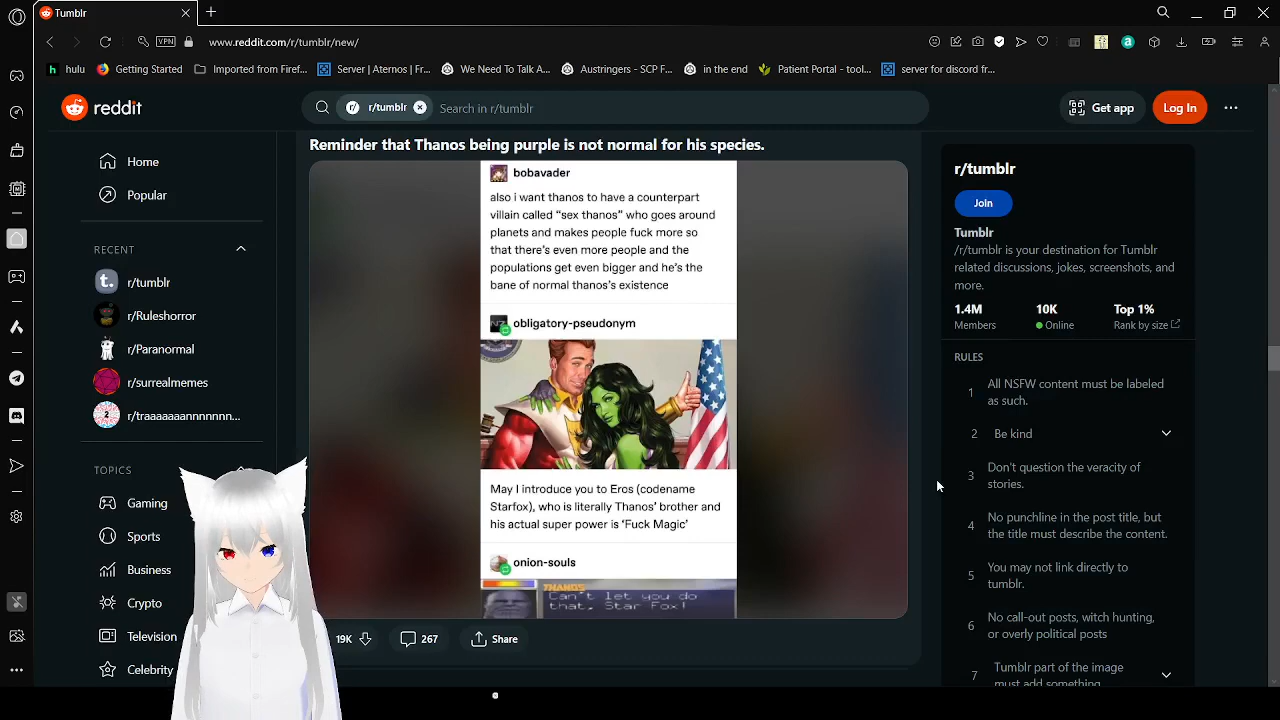 Tumblr
VPN
www.reddit.com/r/tumblr/new/
hulu
Getting Started
Imported from Firef...
Server | Aternos | Fr...
We Need To Talk A...
Austringers - SCP F...
in the end
Patient Portal - tool...
server for discord fr...
reddit
r/tumblr
Search in r/tumblr
Get app
Log In
Home
Popular
RECENT
r/tumblr
r/Ruleshorror
r/Paranormal
r/surrealmemes
r/traaaaaaannnnnn...
TOPICS
Gaming
Sports
Business
Crypto
Television
Celebrity
Reminder that Thanos being purple is not normal for his species.
bobavader
also i want thanos to have a counterpart
villain called “sex thanos” who goes around
planets and makes people fuck more so
that there's even more people and the
populations get even bigger and he's the
bane of normal thanos's existence
obligatory-pseudonym
May I introduce you to Eros (codename
Starfox), who is literally Thanos’ brother and
his actual super power is ‘Fuck Magic’
onion-souls
THANOS
Can't let you do
that, Star Fox!
19K
267
Share
r/tumblr
Join
Tumblr
/r/tumblr is your destination for Tumblr
related discussions, jokes, screenshots, and
more.
1.4M
Members
10K
Online
Top 1%
Rank by size
RULES
1
All NSFW content must be labeled
as such.
2
Be kind
3
Don't question the veracity of
stories.
4
No punchline in the post title, but
the title must describe the content.
5
You may not link directly to
tumblr.
6
No call-out posts, witch hunting,
or overly political posts
7
Tumblr part of the image
must add something